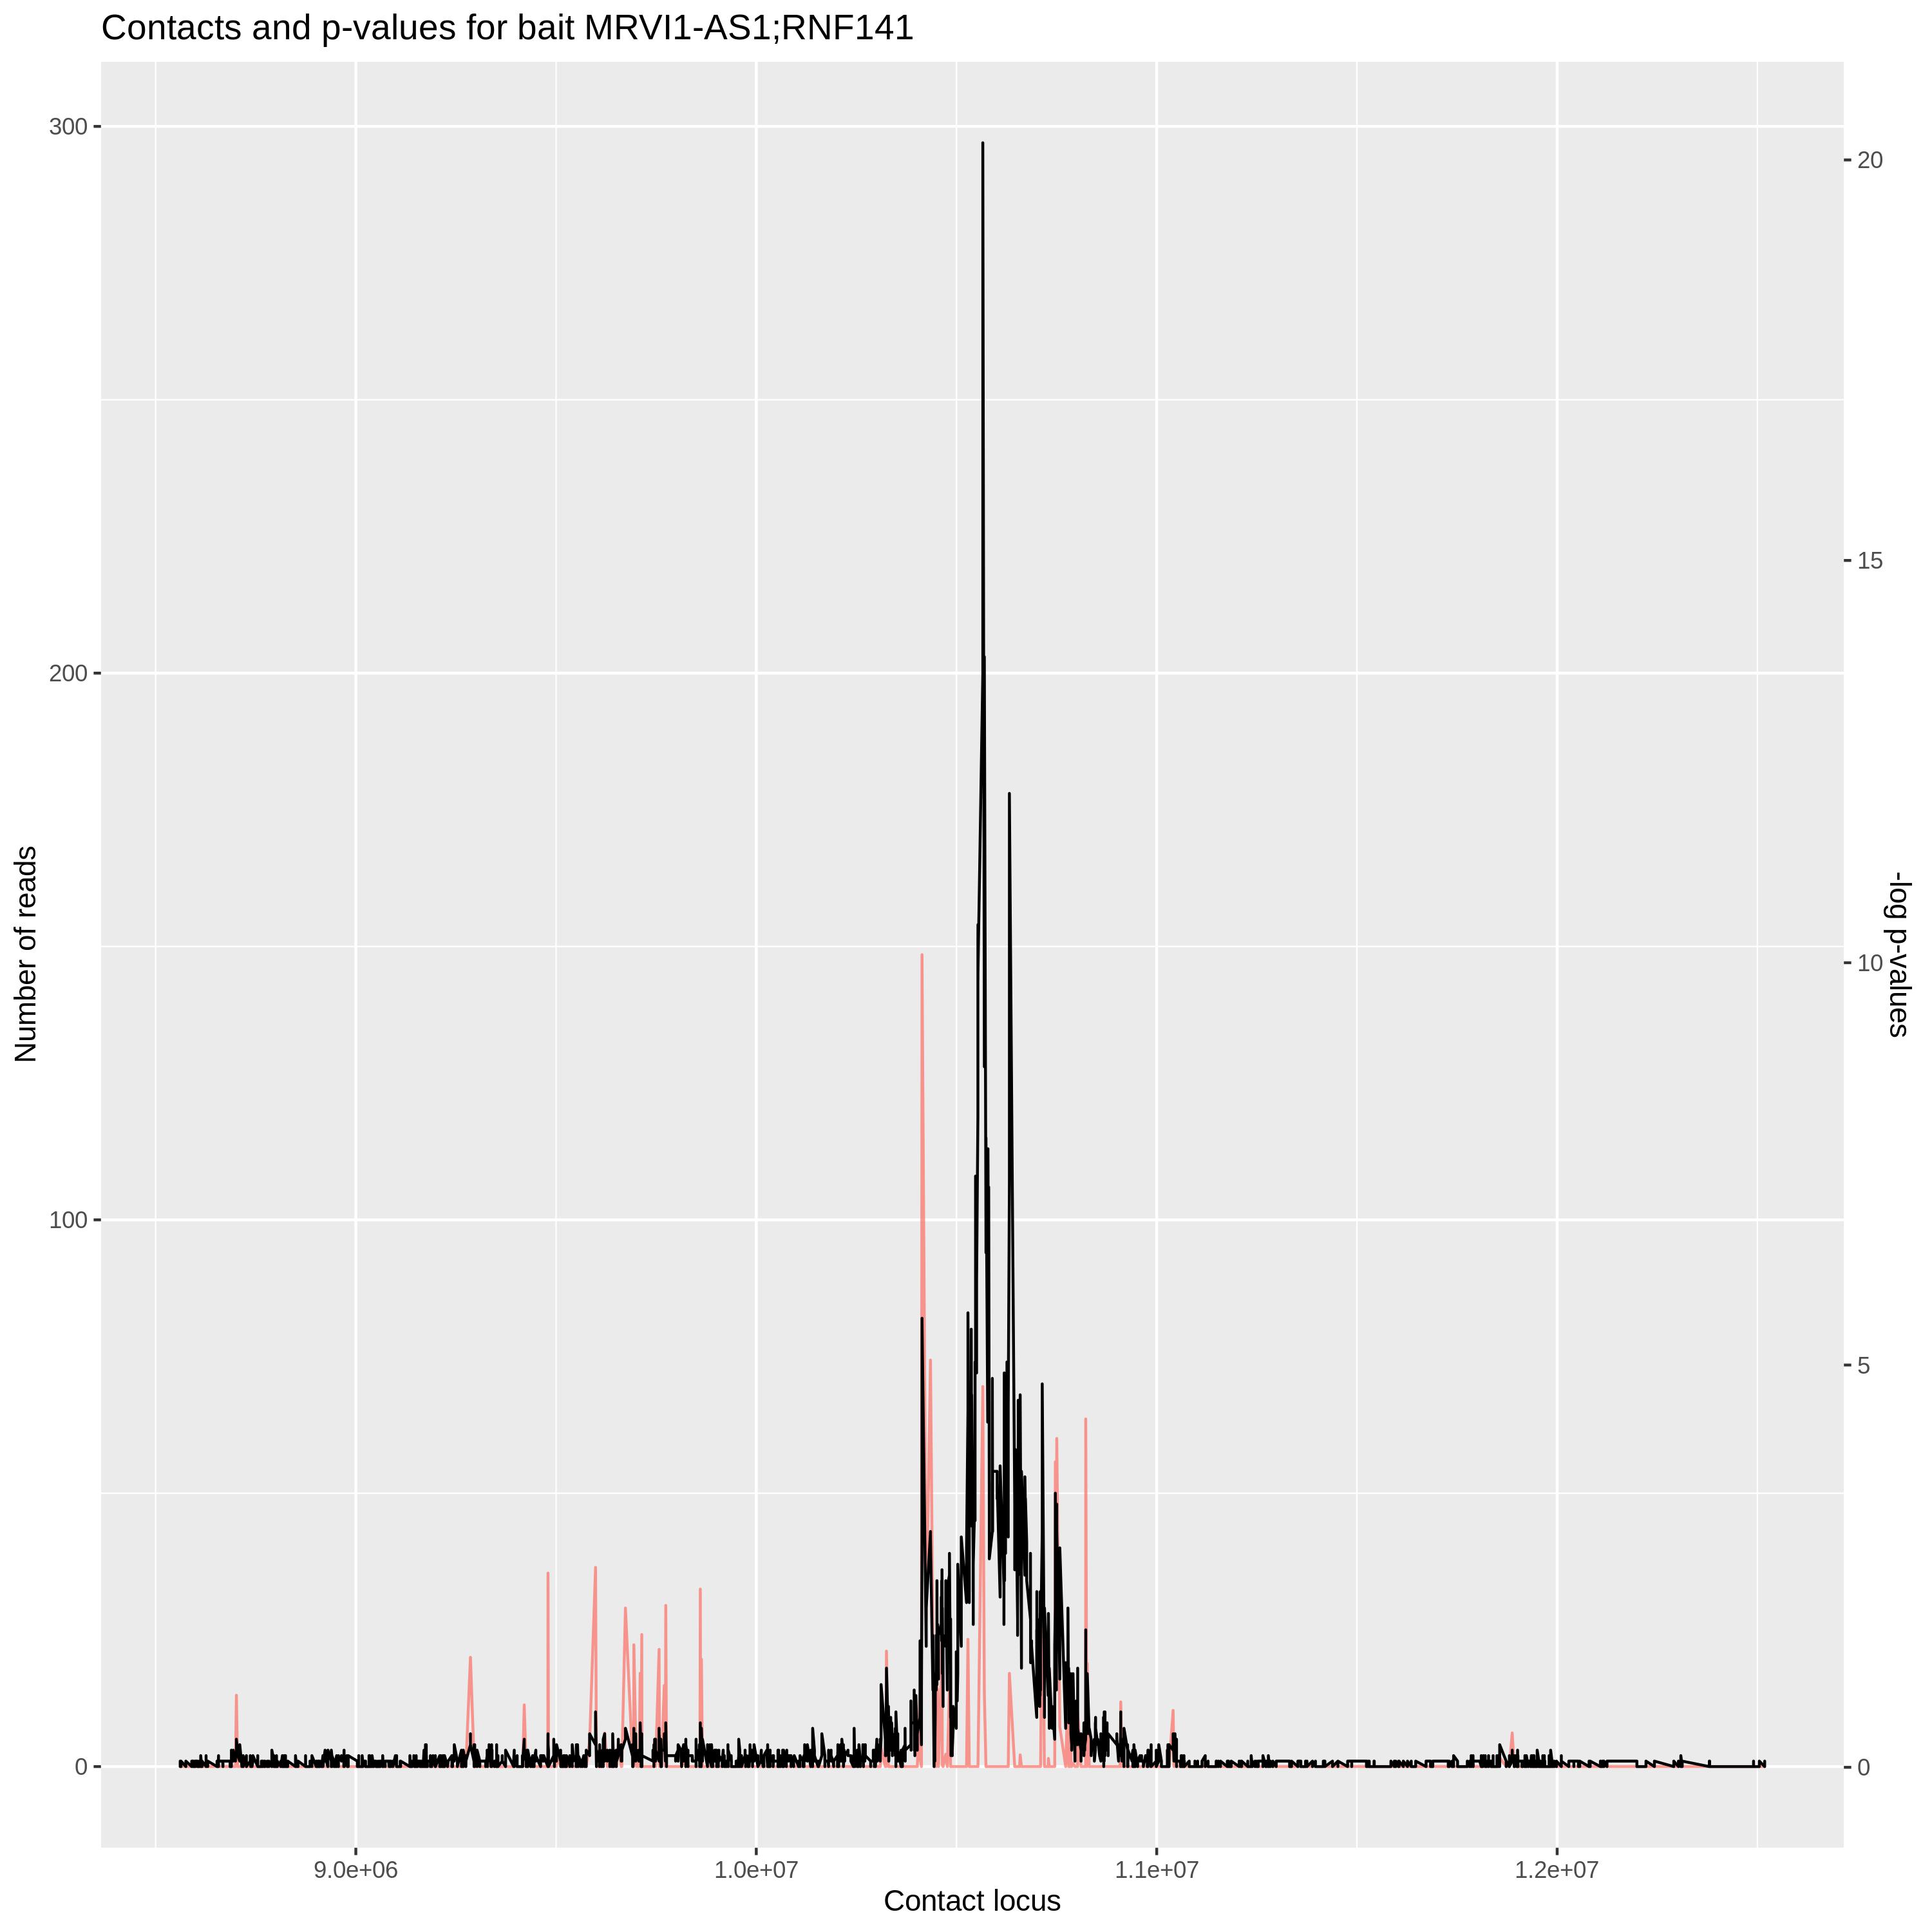 Contacts and p-values for bait MRVI1-AS1;RNF141
300
200
100
0
Number of reads
20
15
10
5
0
-log p-values
9.0e+06
1.0e+07
1.1e+07
1.2e+07
Contact locus